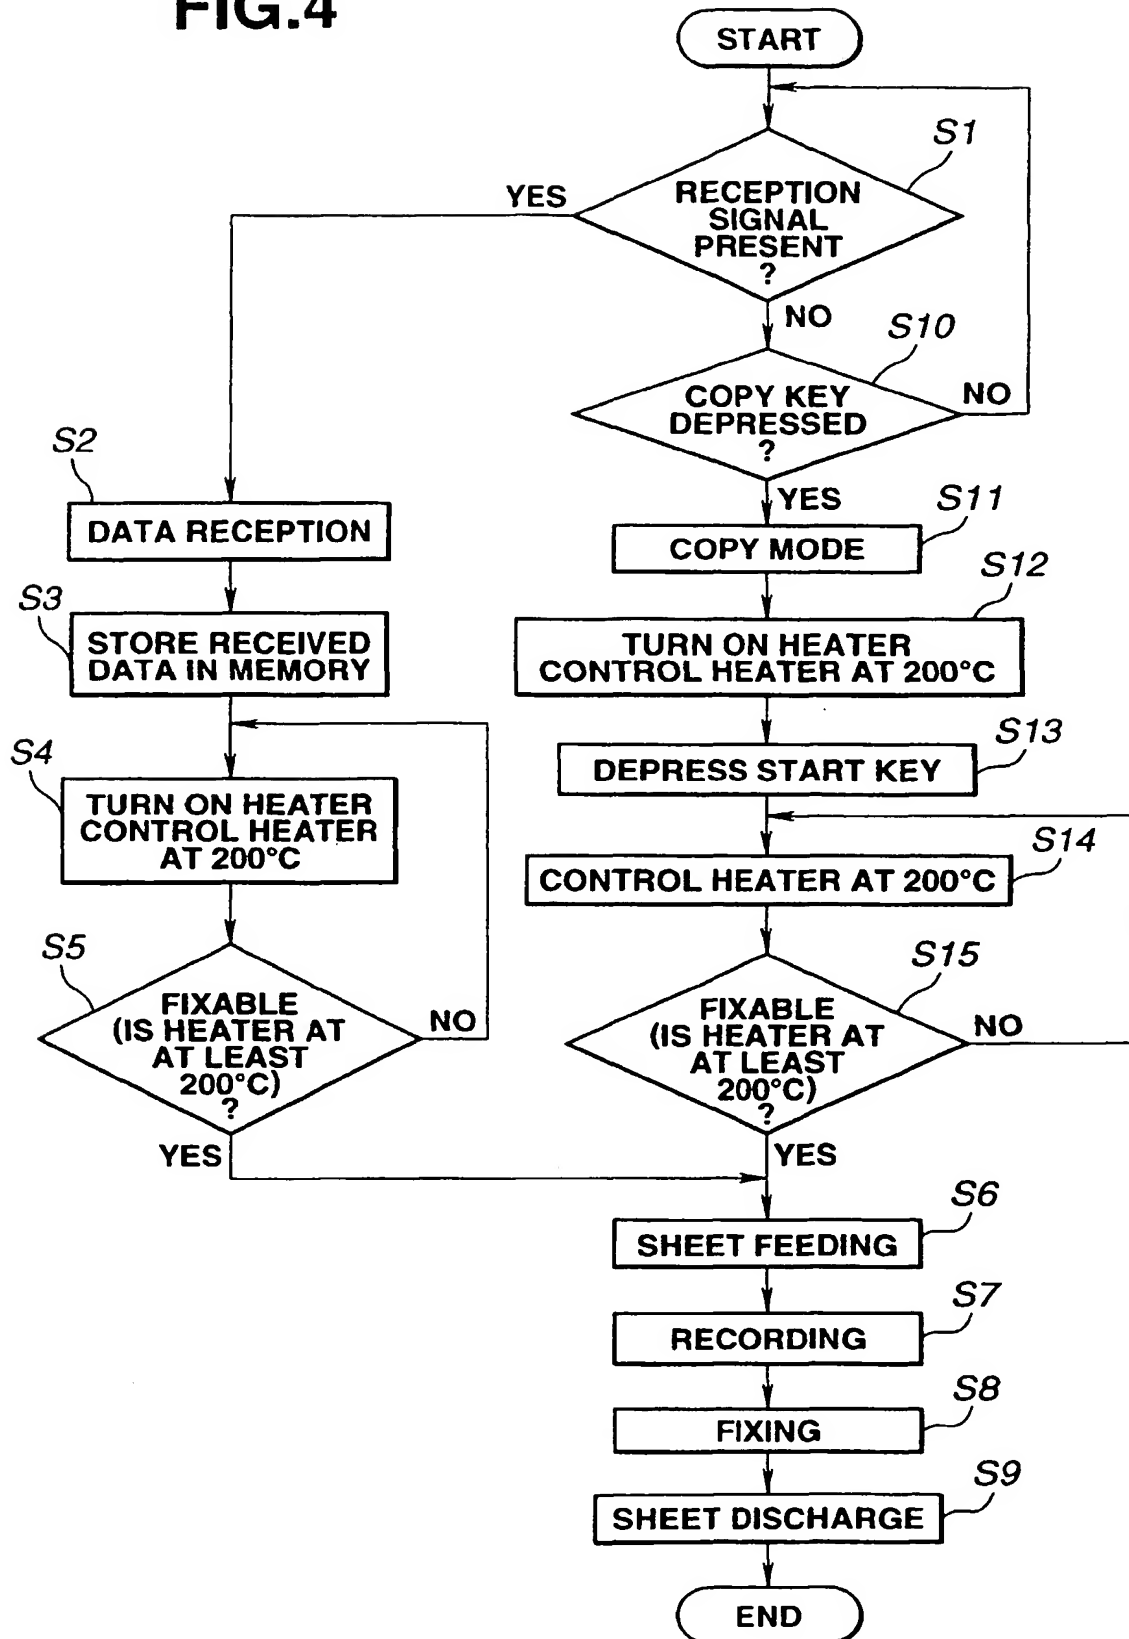 FIG.4
START
S1
YES
RECEPTION
SIGNAL
PRESENT
?
NO
S10
COPY KEY
DEPRESSED
?
NO
YES
S2
DATA RECEPTION
S11
COPY MODE
S3
STORE RECEIVED
DATA IN MEMORY
S12
TURN ON HEATER
CONTROL HEATER AT 200°C
S13
DEPRESS START KEY
S4
TURN ON HEATER
CONTROL HEATER
AT 200°C
S14
CONTROL HEATER AT 200°C
S5
FIXABLE
(IS HEATER AT
AT LEAST
200°C)
?
NO
YES
S15
FIXABLE
(IS HEATER AT
AT LEAST
200°C)
?
NO
YES
S6
SHEET FEEDING
S7
RECORDING
S8
FIXING
S9
SHEET DISCHARGE
END